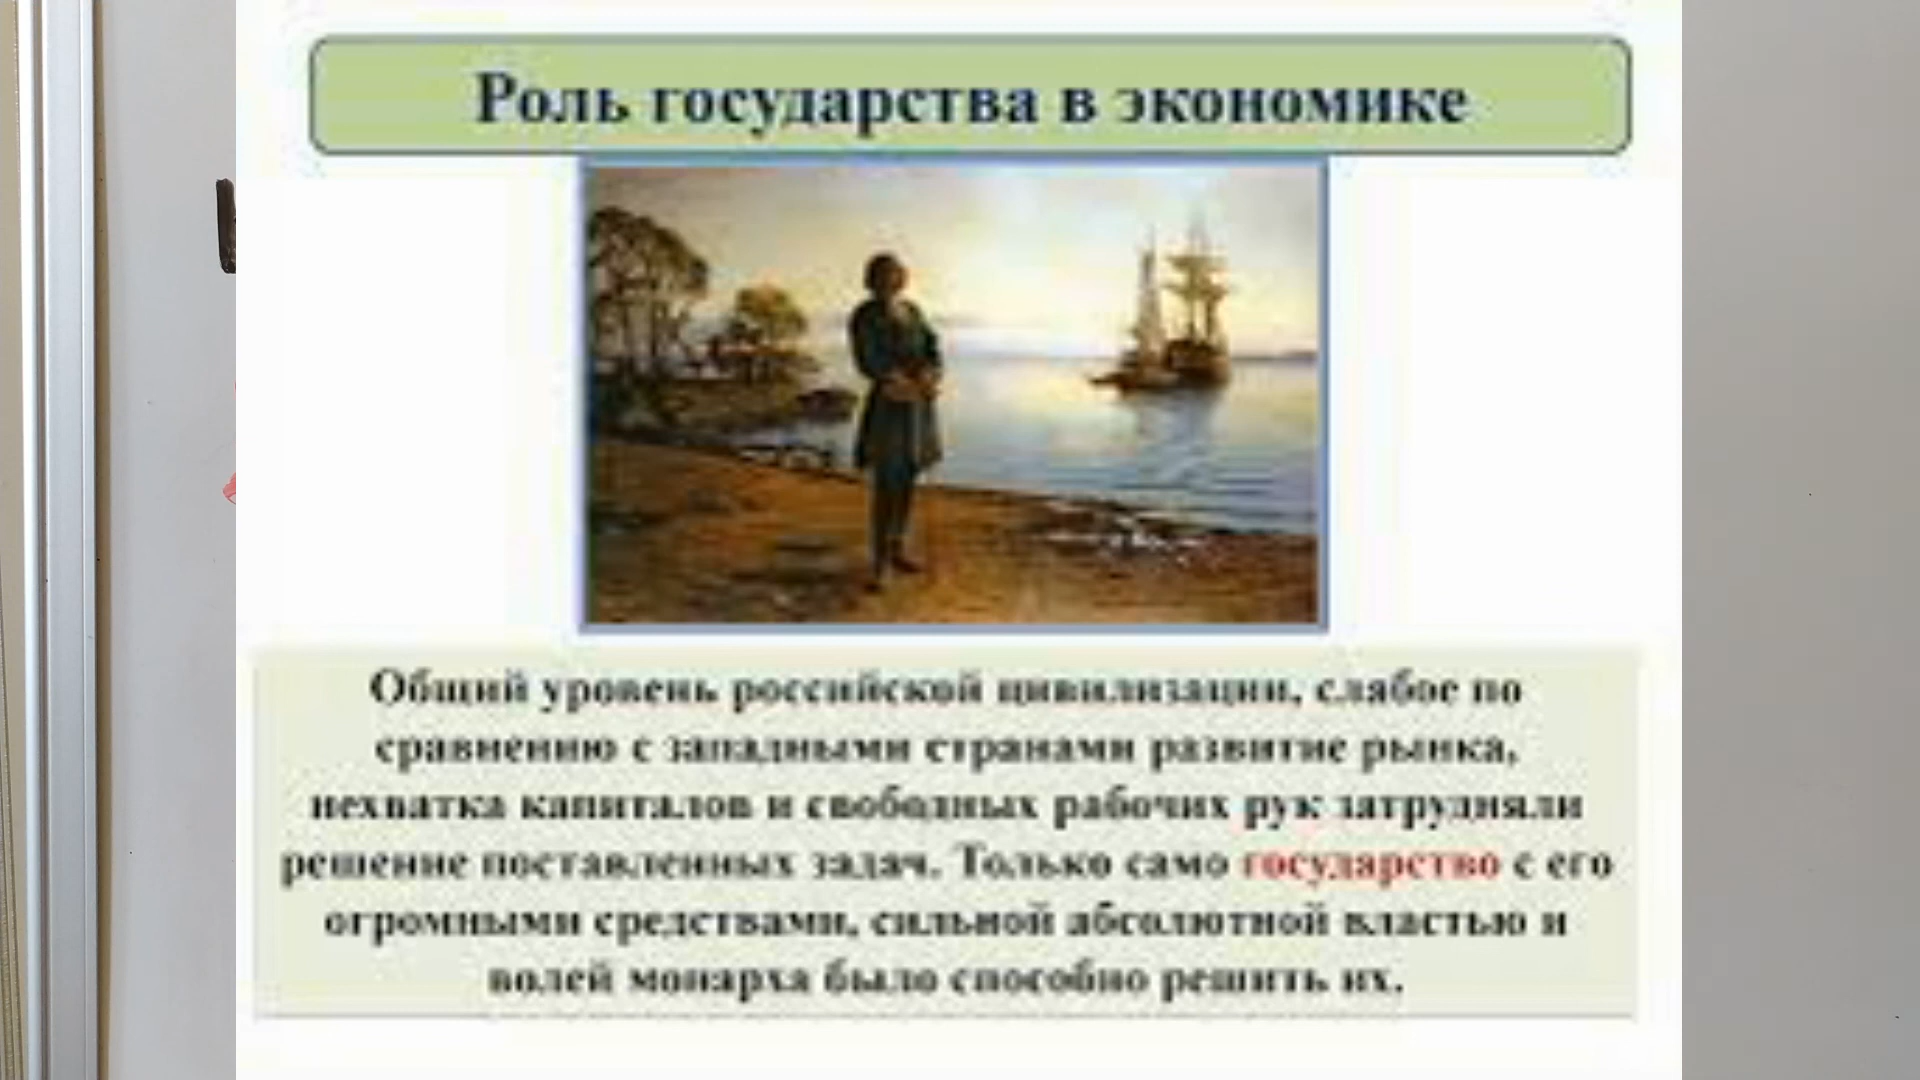 Роль государства в экономике
Общий уровень российской цивилизации, слабое по
сравнению с западными странами развитие рынка,
нехватка капиталов и свободных рабочих рук затрудняли
решение поставленных задач. Только само государство с его
огромными средствами, сильной абсолютной властью и
волей монарха было способно решить их.